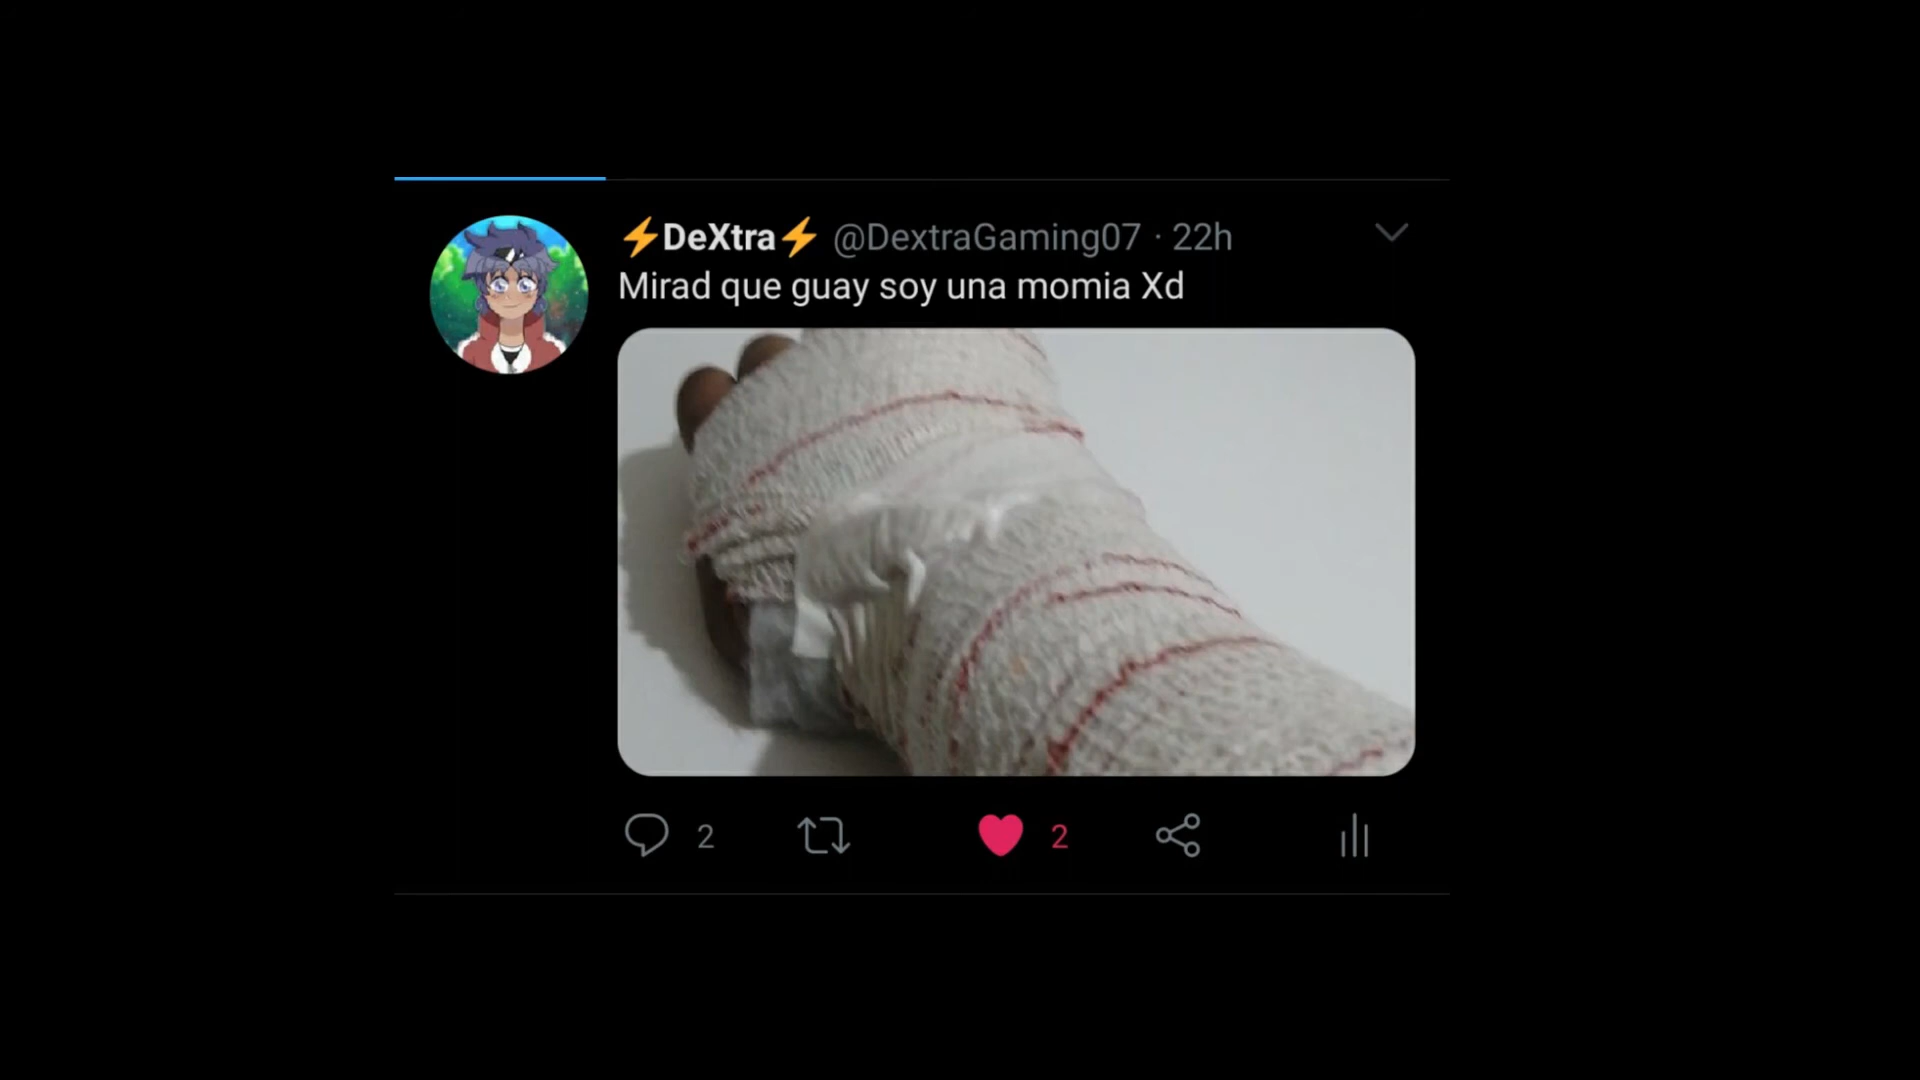 ⚡DeXtra⚡ @DextraGaming07 · 22h
Mirad que guay soy una momia Xd
2 2